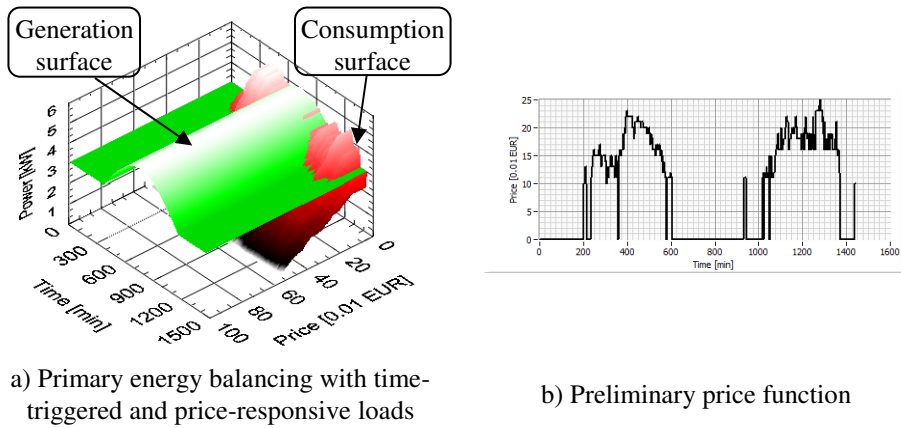 Generation
surface
Consumption
surface
Power [kW]
6
5
4
3
2
1
0
300
600
900
1200
1500
Time [min]
0
20
40
60
80
100
Price [0.01 EUR]
a) Primary energy balancing with time-
triggered and price-responsive loads
Price [0.01 EUR]
25
20
15
10
5
0
0 200 400 600 800 1000 1200 1400 1600
Time [min]
b) Preliminary price function